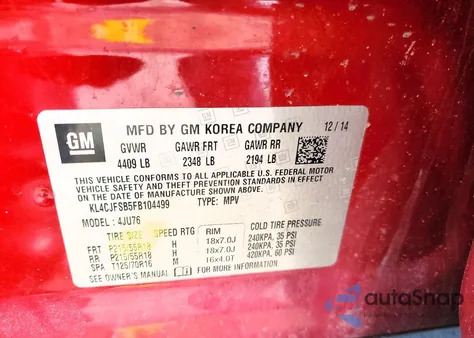 GM
MFD BY GM KOREA COMPANY 12/14
GVWR GAWR FRT GAWR RR
4409 LB 2348 LB 2194 LB
THIS VEHICLE CONFORMS TO ALL APPLICABLE U.S. FEDERAL MOTOR
VEHICLE SAFETY, BUMPER, AND THEFT PREVENTION STANDARDS IN EFFECT
ON THE DATE OF MANUFACTURE SHOWN ABOVE.
KL4CJFSB5FB104499 TYPE: MPV
MODEL: 4JU76
TIRE SIZE SPEED RTG RIM COLD TIRE PRESSURE
FRT P215/55R18 H 18x7.0J 240KPA, 35 PSI
RR P215/55R18 H 18x7.0J 240KPA, 35 PSI
SPA T125/70R16 M 16x4.0T 420KPA, 60 PSI
SEE OWNER'S MANUAL FOR ADDITIONAL INFORMATION.
autoSnap